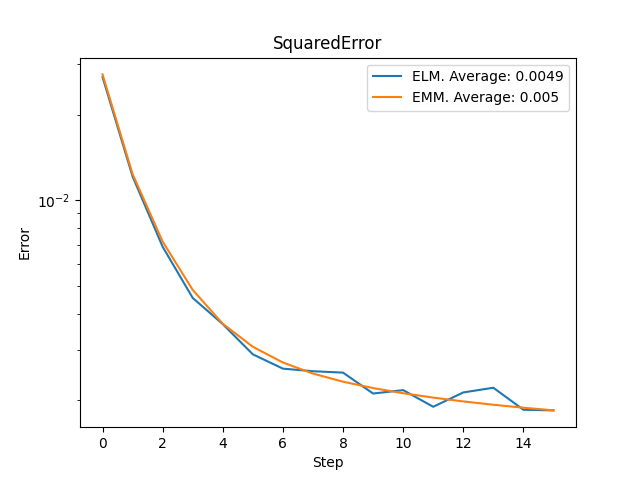 SquaredError
ELM. Average: 0.0049
EMM. Average: 0.005
10⁻²
Error
0 2 4 6 8 10 12 14
Step